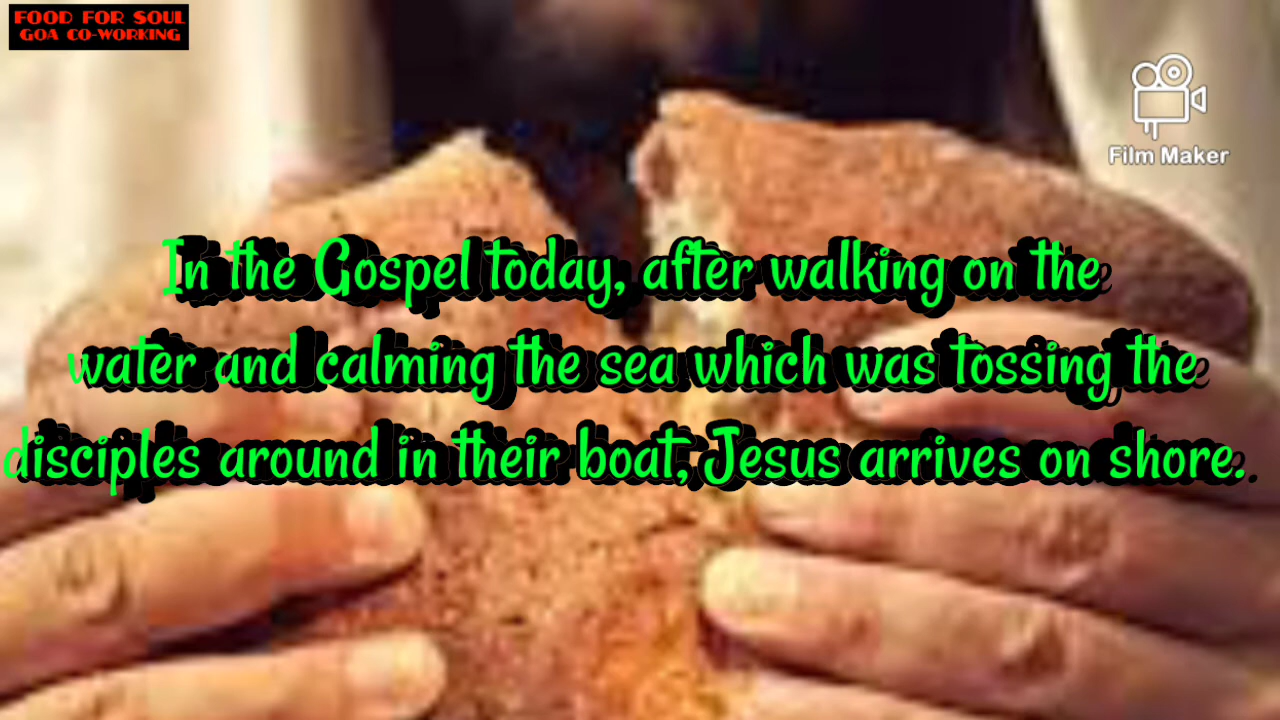 FOOD FOR SOUL
GOA CO-WORKING
Film Maker
In the Gospel today, after walking on the
water and calming the sea which was tossing the
disciples around in their boat, Jesus arrives on shore.